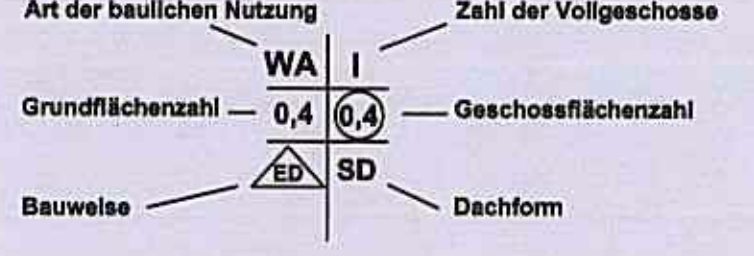 Art der baulichen Nutzung
Zahl der Vollgeschosse
WA I
Grundflächenzahl 0,4 0,4 Geschossflächenzahl
ED SD
Bauweise
Dachform